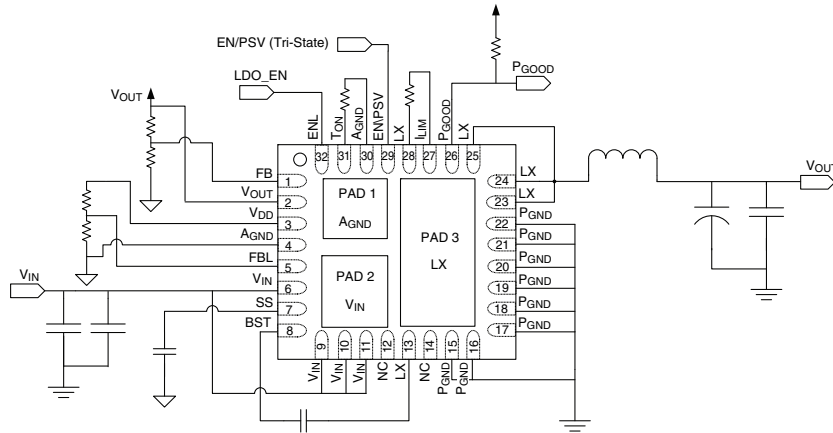 EN/PSV (Tri-State)
LDO_EN
PGOOD
VOUT
ENL
TON
AGND
EN\PSV
LX
ILIM
PGOOD
LX
32
31
30
29
28
27
26
25
FB
1
VOUT
2
VDD
3
AGND
4
FBL
5
VIN
VIN
6
SS
7
BST
8
PAD 1
AGND
PAD 2
VIN
PAD 3
LX
24
LX
23
LX
22
PGND
21
PGND
20
PGND
19
PGND
18
PGND
17
PGND
VOUT
9
10
11
12
13
14
15
16
VIN
VIN
VIN
NC
LX
NC
PGND
PGND